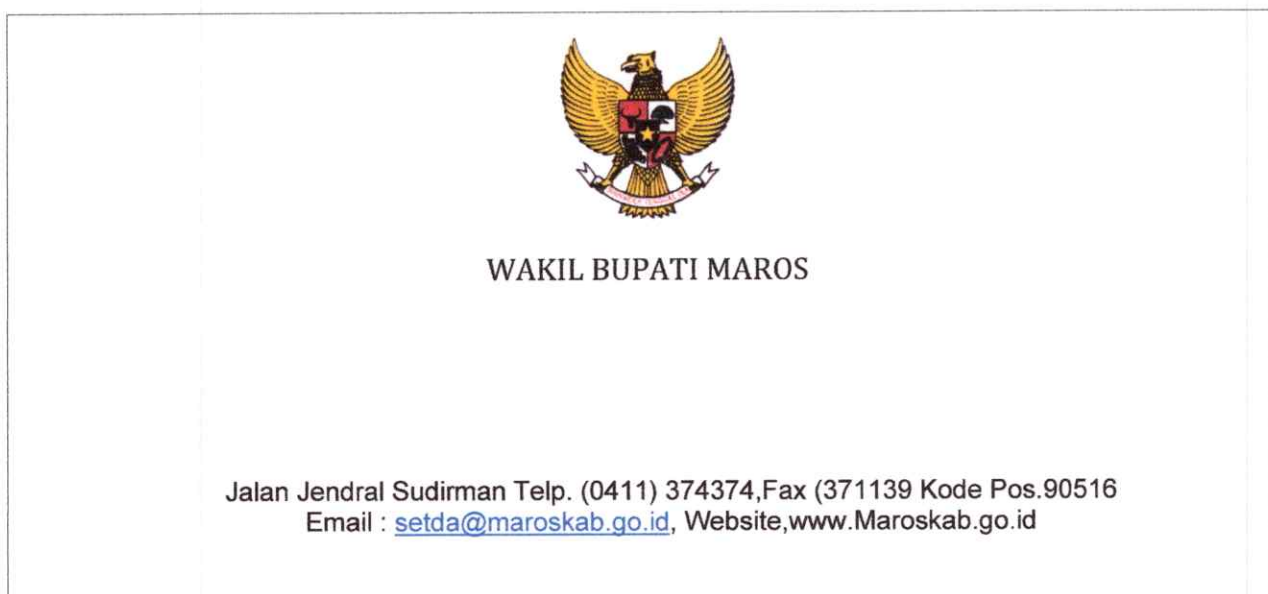 WAKIL BUPATI MAROS
Jalan Jendral Sudirman Telp. (0411) 374374,Fax (371139 Kode Pos.90516
Email : setda@maroskab.go.id, Website,www.Maroskab.go.id